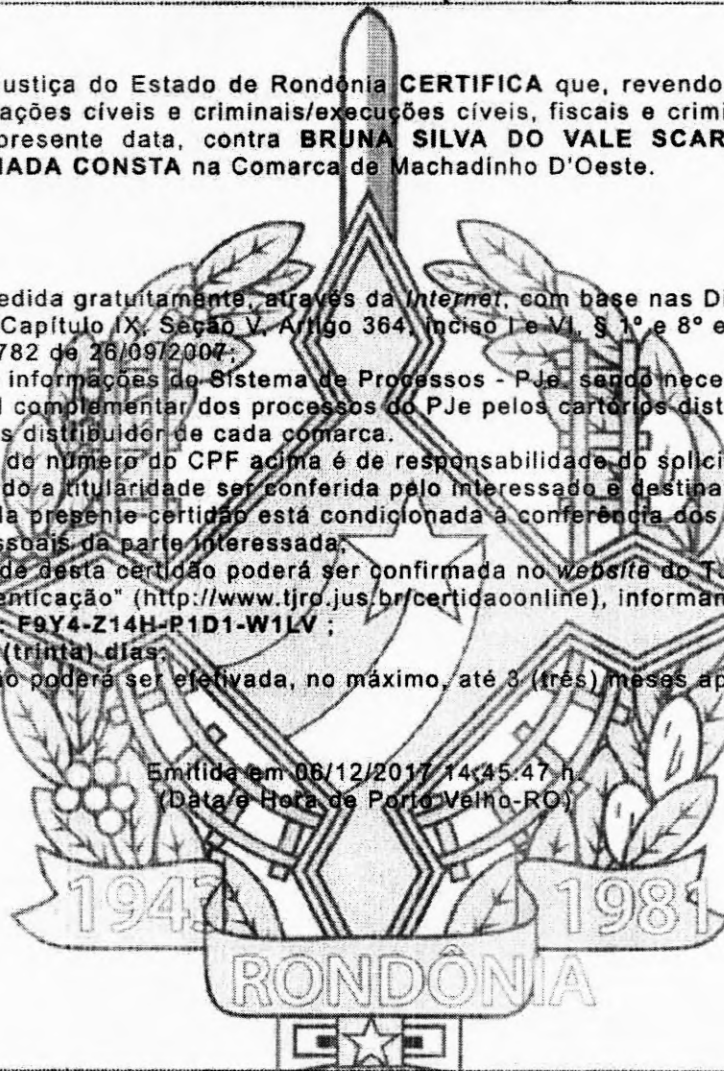 ustiça do Estado de Rondônia CERTIFICA que, revendo
ações cíveis e criminais/execuções cíveis, fiscais e crimi
presente data, contra BRUNA SILVA DO VALE SCAR
IADA CONSTA na Comarca de Machadinho D'Oeste.
edida gratuitamente, através da Internet, com base nas Di
Capítulo IX, Seção V, Artigo 364, inciso I e VI, § 1º e 8º e
782 de 26/09/2007;
informações do Sistema de Processos - PJe, sendo nece
l complementar dos processos do PJe pelos cartórios dist
s distribuidor de cada comarca.
do número do CPF acima é de responsabilidade do solici
do a titularidade ser conferida pelo interessado e destina
la presente certidão está condicionada à conferência dos
ssoais da parte interessada;
de desta certidão poderá ser confirmada no website do T
enticação" (http://www.tjro.jus.br/certidaoonline), informan
F9Y4-Z14H-P1D1-W1LV ;
(trinta) dias;
ão poderá ser efetivada, no máximo, até 3 (três) meses ap
Emitida em 06/12/2017 14:45:47 h.
(Data e Hora de Porto Velho-RO)
1943 1981
RONDÔNIA